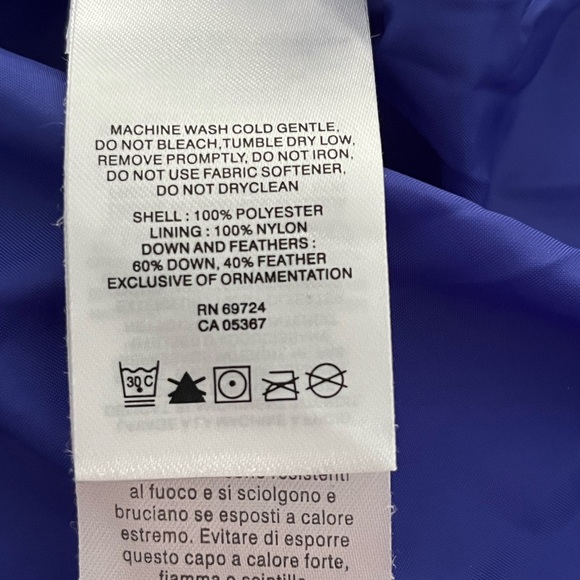 MACHINE WASH COLD GENTLE,
DO NOT BLEACH,TUMBLE DRY LOW,
REMOVE PROMPTLY, DO NOT IRON,
DO NOT USE FABRIC SOFTENER,
DO NOT DRYCLEAN
SHELL : 100% POLYESTER
LINING : 100% NYLON
DOWN AND FEATHERS :
60% DOWN, 40% FEATHER
EXCLUSIVE OF ORNAMENTATION
RN 69724
CA 05367
30 C
resistenti
al fuoco e si sciolgono e
bruciano se esposti a calore
estremo. Evitare di esporre
questo capo a calore forte,
fiamma o scintille